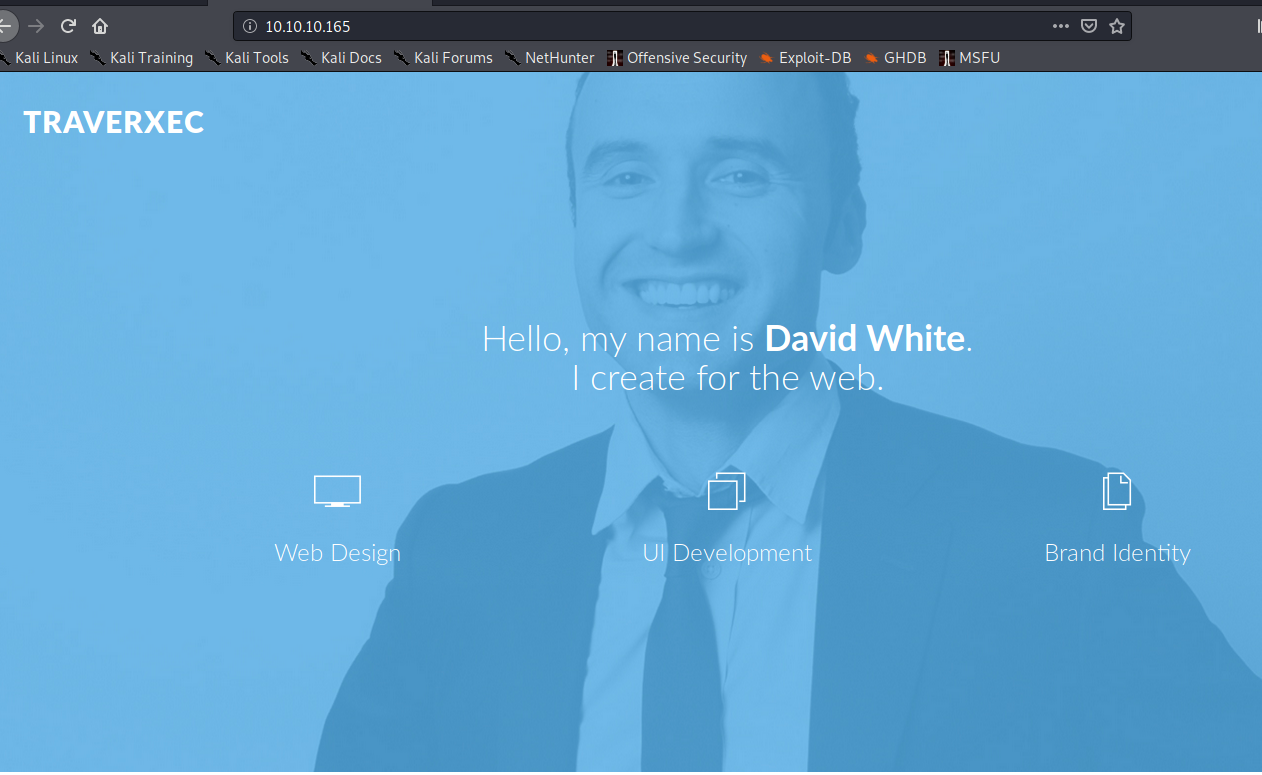 10.10.10.165
Kali Linux Kali Training Kali Tools Kali Docs Kali Forums NetHunter Offensive Security Exploit-DB GHDB MSFU
TRAVERXEC
Hello, my name is David White.
I create for the web.
Web Design UI Development Brand Identity